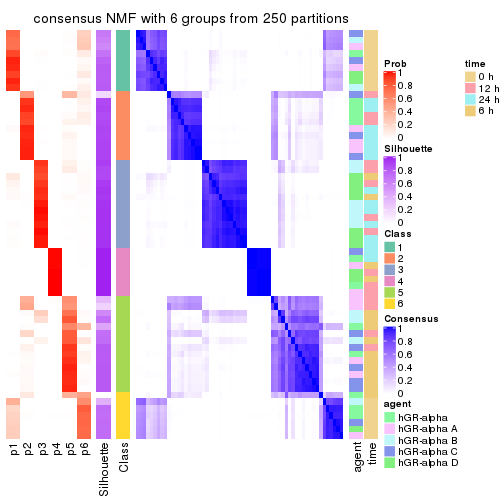 consensus NMF with 6 groups from 250 partitions
Prob
1
0.8
0.6
0.4
0.2
0
time
0 h
12 h
24 h
6 h
Silhouette
1
0.8
0.6
0.4
0.2
0
Class
1
2
3
4
5
6
Consensus
1
0.8
0.6
0.4
0.2
0
agent
hGR-alpha
hGR-alpha A
hGR-alpha B
hGR-alpha C
hGR-alpha D
p1
p2
p3
p4
p5
p6
Silhouette
Class
agent
time